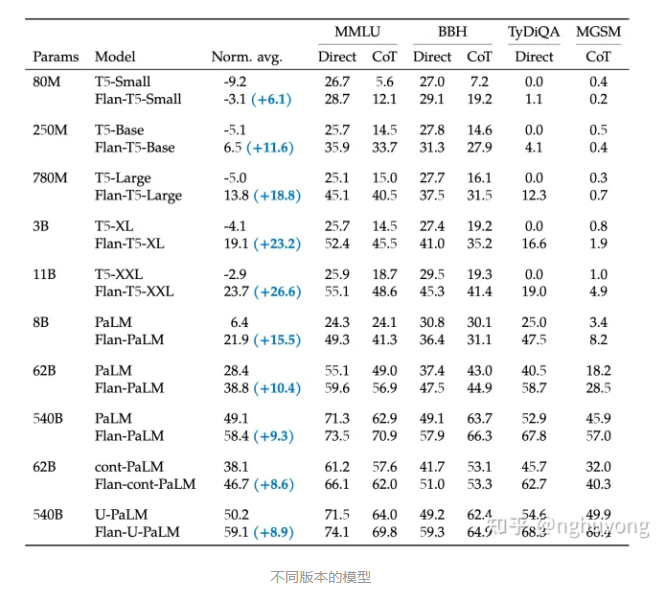 MMLU BBH TyDiQA MGSM
Params Model Norm. avg. Direct CoT Direct CoT Direct CoT
80M T5-Small -9.2 26.7 5.6 27.0 7.2 0.0 0.4
Flan-T5-Small -3.1 (+6.1) 28.7 12.1 29.1 19.2 1.1 0.2
250M T5-Base -5.1 25.7 14.5 27.8 14.6 0.0 0.5
Flan-T5-Base 6.5 (+11.6) 35.9 33.7 31.3 27.9 4.1 0.4
780M T5-Large -5.0 25.1 15.0 27.7 16.1 0.0 0.3
Flan-T5-Large 13.8 (+18.8) 45.1 40.5 37.5 31.5 12.3 0.7
3B T5-XL -4.1 25.7 14.5 27.4 19.2 0.0 0.8
Flan-T5-XL 19.1 (+23.2) 52.4 45.5 41.0 35.2 16.6 1.9
11B T5-XXL -2.9 25.9 18.7 29.5 19.3 0.0 1.0
Flan-T5-XXL 23.7 (+26.6) 55.1 48.6 45.3 41.4 19.0 4.9
8B PaLM 6.4 24.3 24.1 30.8 30.1 25.0 3.4
Flan-PaLM 21.9 (+15.5) 49.3 41.3 36.4 31.1 47.5 8.2
62B PaLM 28.4 55.1 49.0 37.4 43.0 40.5 18.2
Flan-PaLM 38.8 (+10.4) 59.6 56.9 47.5 44.9 58.7 28.5
540B PaLM 49.1 71.3 62.9 49.1 63.7 52.9 45.9
Flan-PaLM 58.4 (+9.3) 73.5 70.9 57.9 66.3 67.8 57.0
62B cont-PaLM 38.1 61.2 57.6 41.7 53.1 45.7 32.0
Flan-cont-PaLM 46.7 (+8.6) 66.1 62.0 51.0 53.3 62.7 40.3
540B U-PaLM 50.2 71.5 64.0 49.2 62.4 54.6 49.9
Flan-U-PaLM 59.1 (+8.9) 74.1 69.8 59.3 64.9 68.3 60.4
知乎 @nghuyong
不同版本的模型